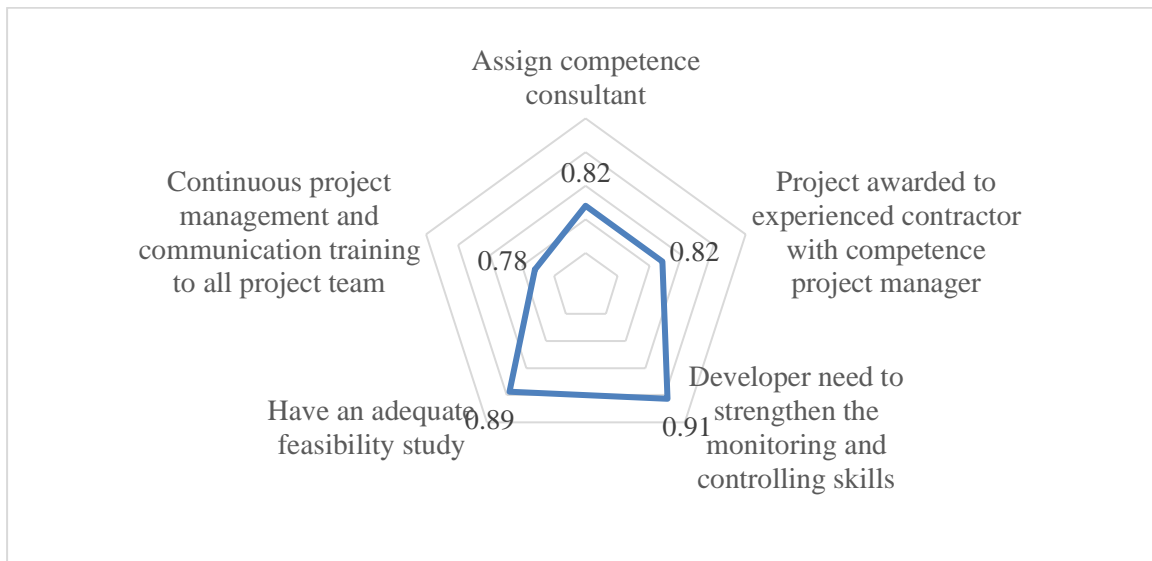 Assign competence
consultant
0.82
Project awarded to
experienced contractor
with competence
project manager
0.82
Developer need to
strengthen the
monitoring and
controlling skills
0.91
Have an adequate
feasibility study
0.89
Continuous project
management and
communication training
to all project team
0.78